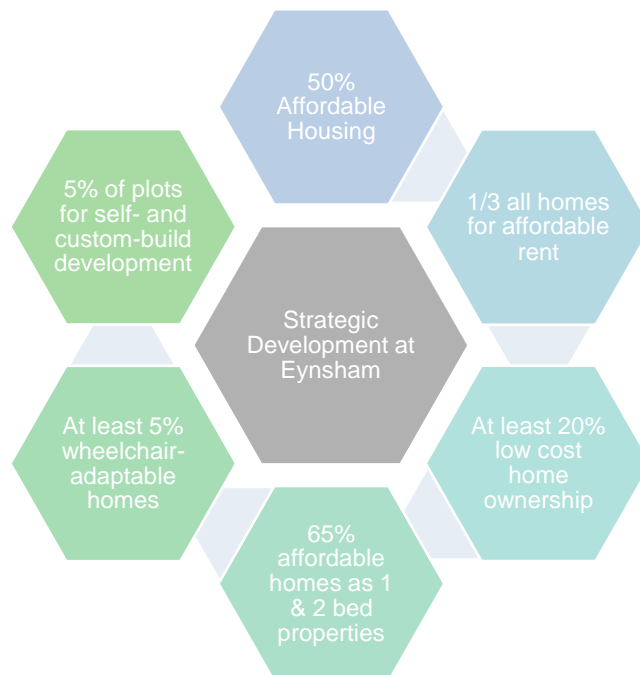 50%
Affordable
Housing
1/3 all homes
for affordable
rent
At least 20%
low cost
home
ownership
65%
affordable
homes as 1
& 2 bed
properties
At least 5%
wheelchair-
adaptable
homes
5% of plots
for self- and
custom-build
development
Strategic
Development at
Eynsham